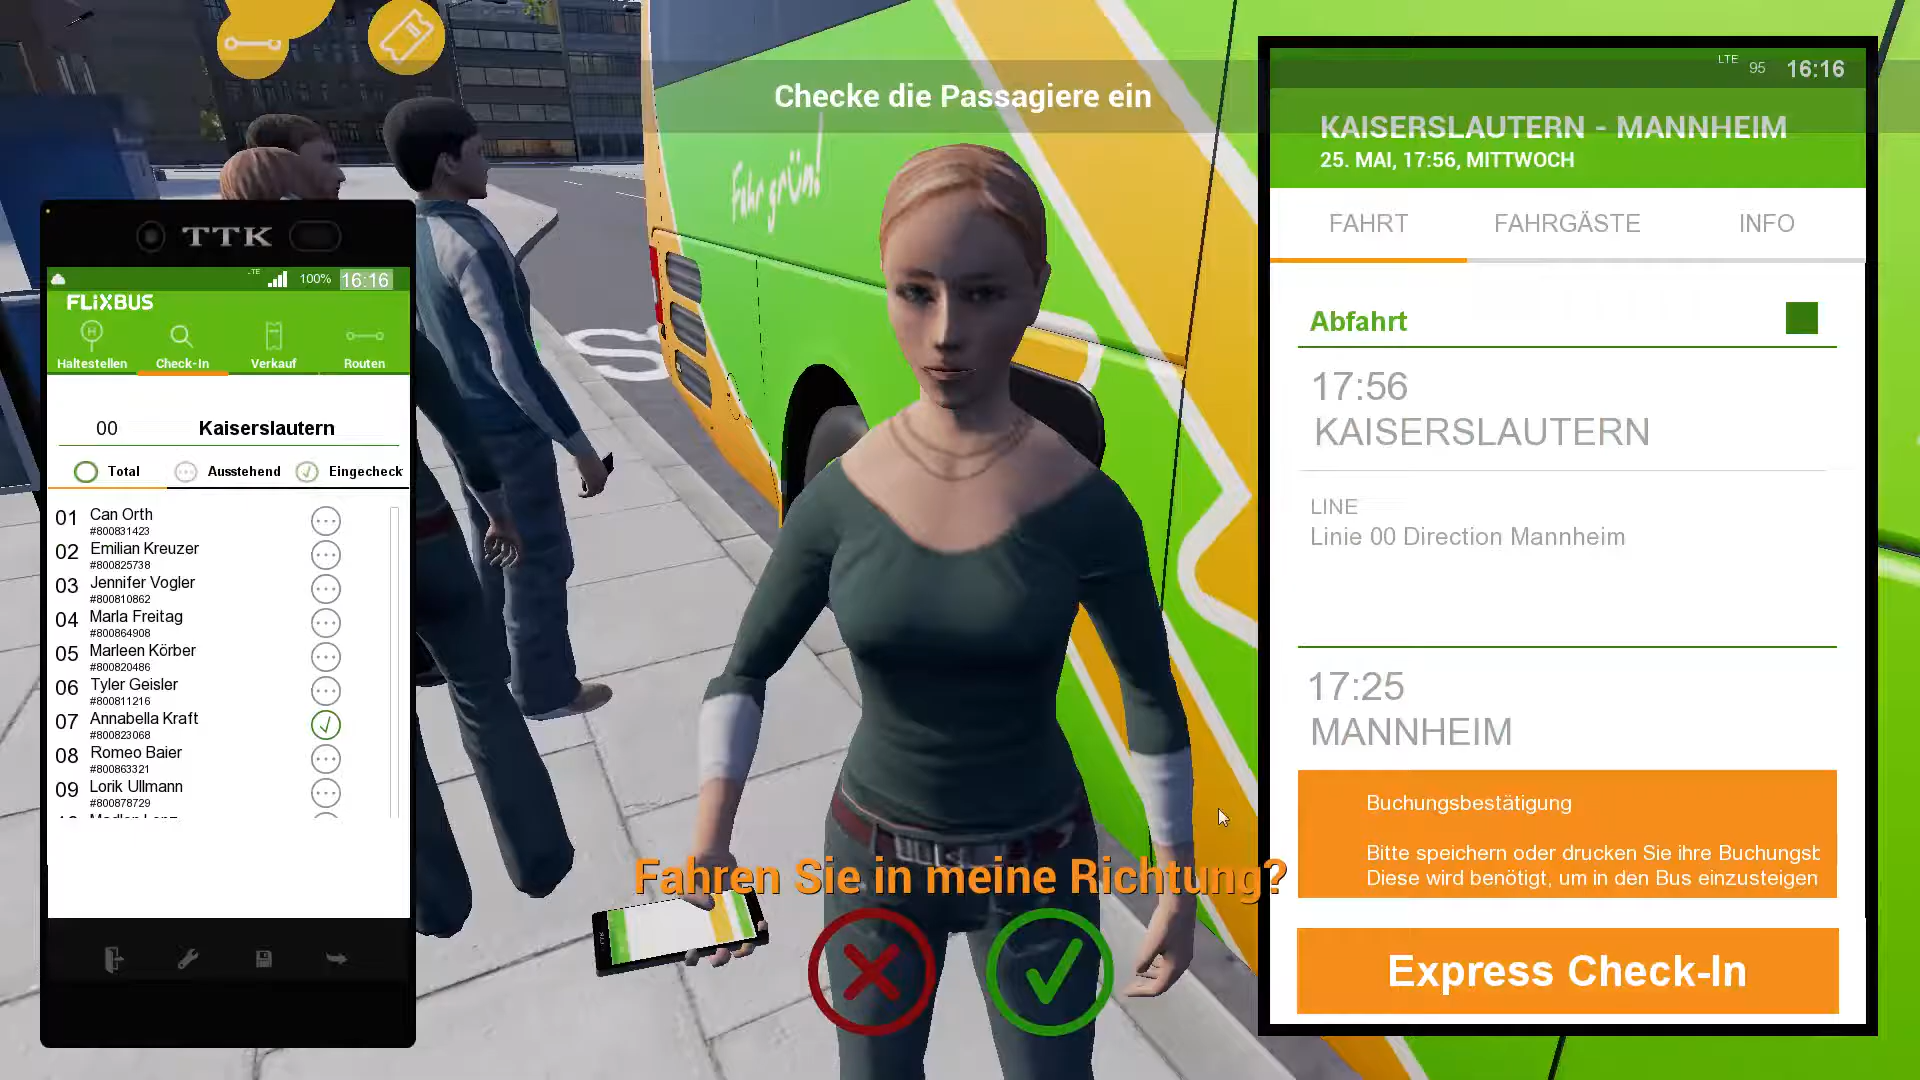 Checke die Passagiere ein
Fahr grün!
TTK
LTE
100%
16:16
FLiXBUS
Haltestellen
Check-In
Verkauf
Routen
00
Kaiserslautern
Total
Ausstehend
Eingecheck
01 Can Orth
#800831423
02 Emilian Kreuzer
#800825738
03 Jennifer Vogler
#800810862
04 Marla Freitag
#800864908
05 Marleen Körber
#800820486
06 Tyler Geisler
#800811216
07 Annabella Kraft
#800823068
08 Romeo Baier
#800863321
09 Lorik Ullmann
#800878729
Fahren Sie in meine Richtung?
LTE 95 16:16
KAISERSLAUTERN - MANNHEIM
25. MAI, 17:56, MITTWOCH
FAHRT
FAHRGÄSTE
INFO
Abfahrt
17:56
KAISERSLAUTERN
LINE
Linie 00 Direction Mannheim
17:25
MANNHEIM
Buchungsbestätigung
Bitte speichern oder drucken Sie ihre Buchungst
Diese wird benötigt, um in den Bus einzusteigen
Express Check-In